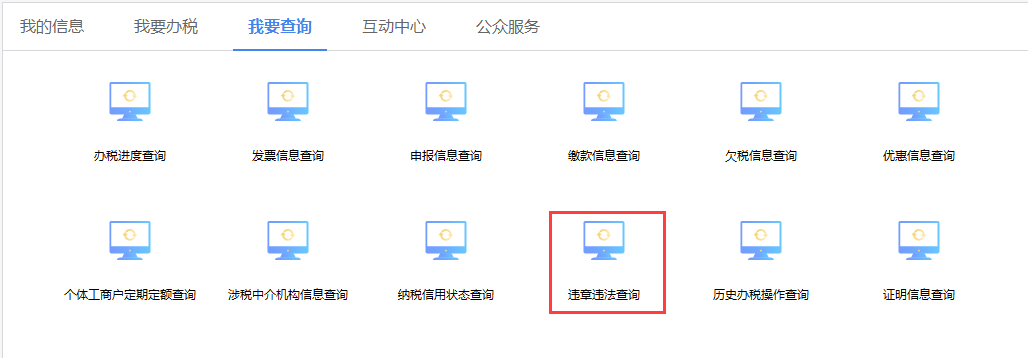 我的信息 我要办税 我要查询 互动中心 公众服务
办税进度查询 发票信息查询 申报信息查询 缴款信息查询 欠税信息查询 优惠信息查询
个体工商户定期定额查询 涉税中介机构信息查询 纳税信用状态查询 违章违法查询 历史办税操作查询 证明信息查询